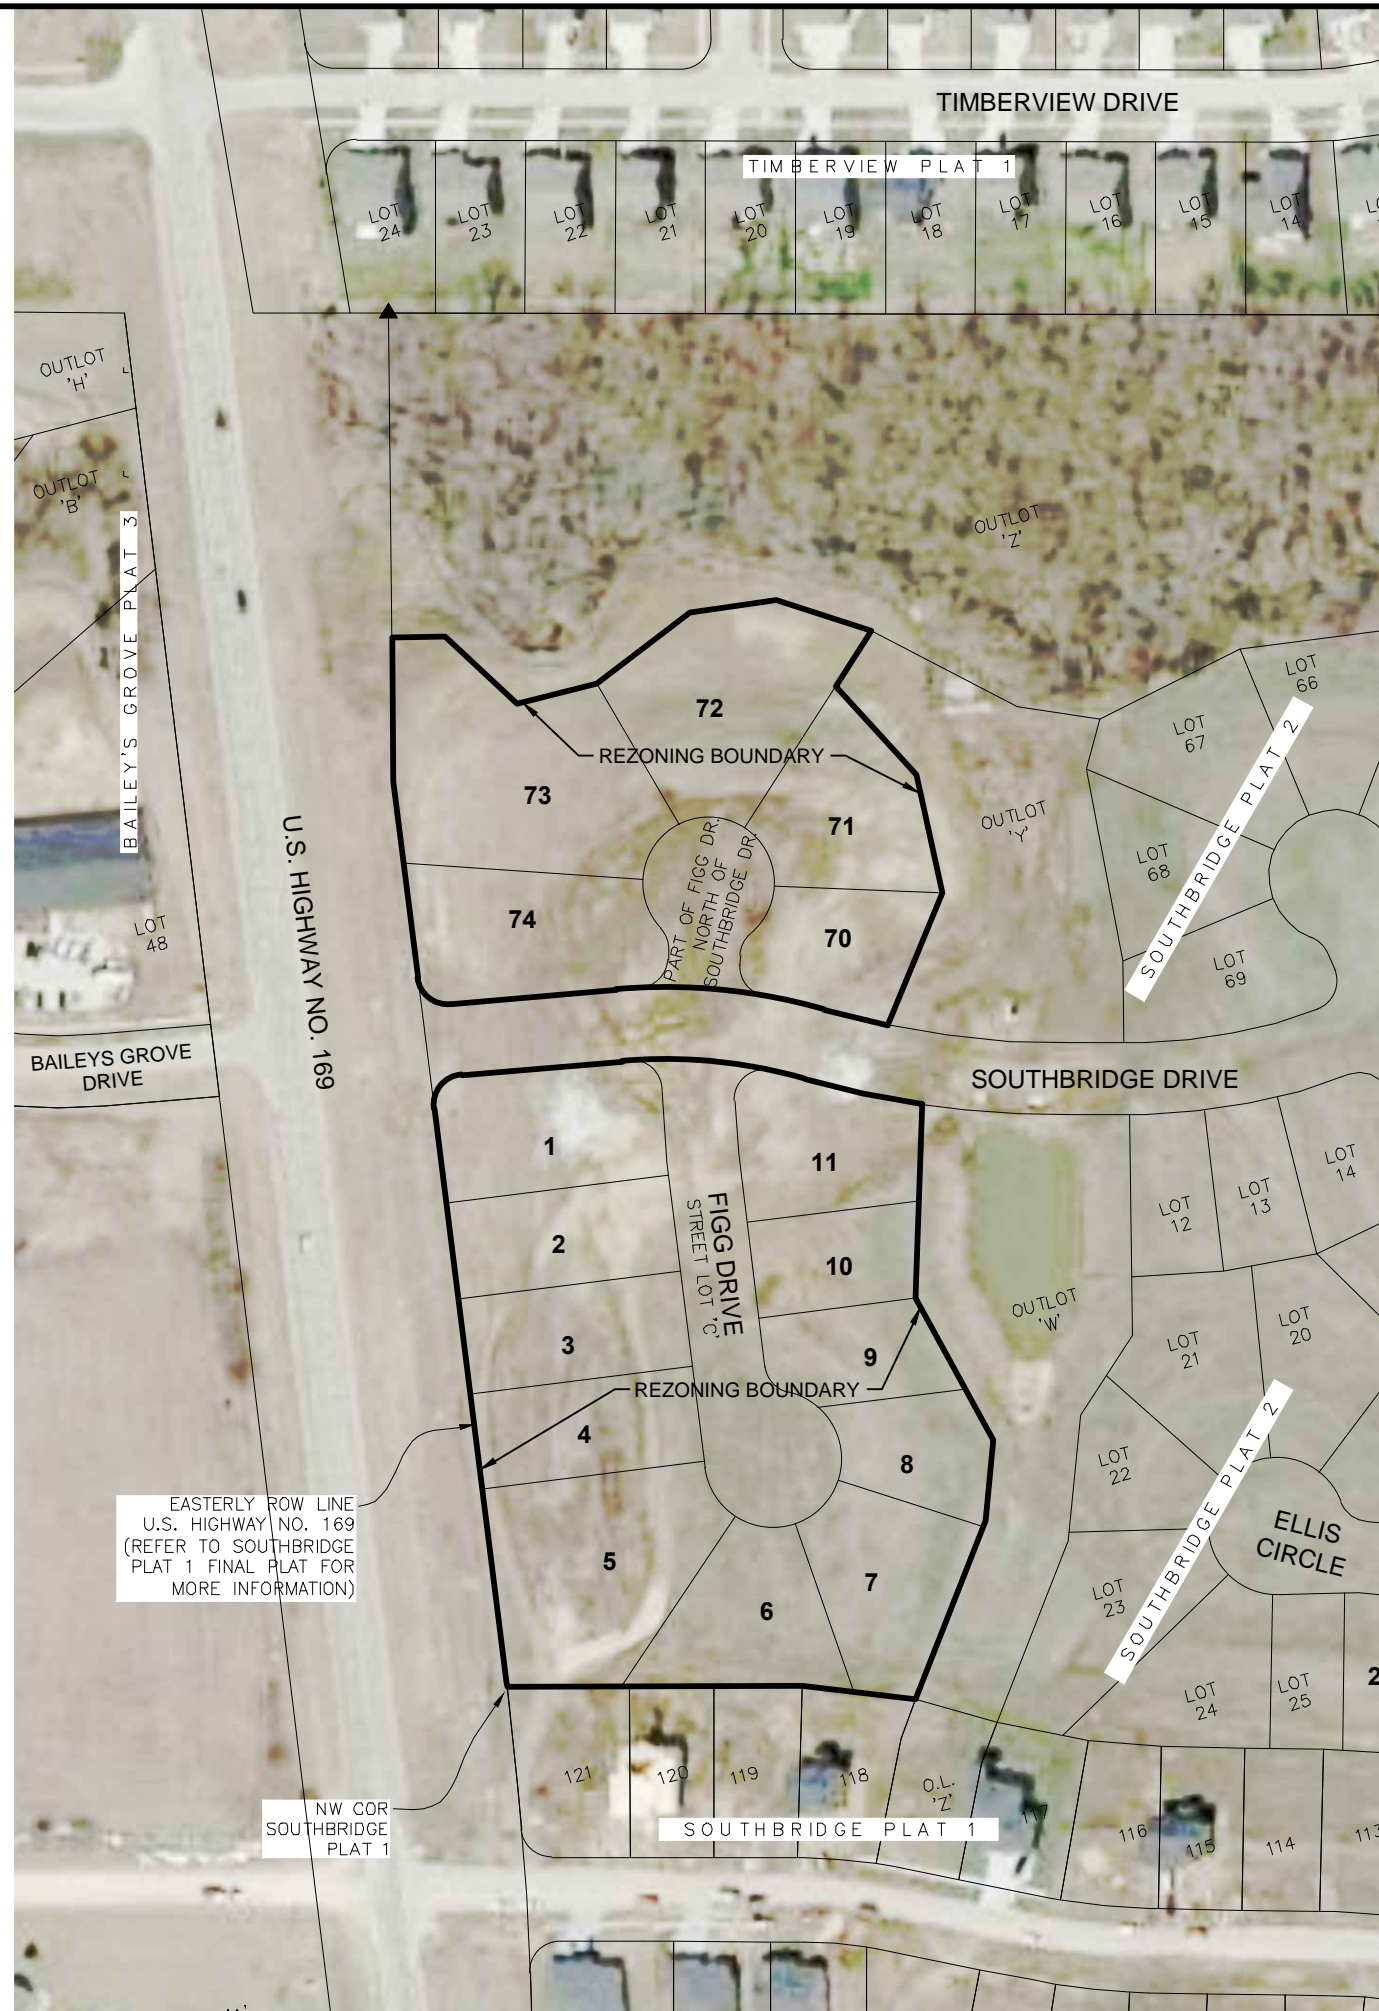 TIMBERVIEW DRIVE
TIMBERVIEW PLAT 1
LOT
24
LOT
23
LOT
22
LOT
21
LOT
20
LOT
19
LOT
18
LOT
17
LOT
16
LOT
15
LOT
14
OUTLOT
'H'
OUTLOT
'B'
BAILEY'S GROVE PLAT 3
OUTLOT
'Z'
LOT
66
LOT
67
LOT
68
LOT
69
SOUTHBRIDGE PLAT 2
72
REZONING BOUNDARY
73
71
OUTLOT
'Y'
PART OF FIGG DR.
NORTH OF
SOUTHBRIDGE DR.
74
70
U.S. HIGHWAY NO. 169
LOT
48
BAILEYS GROVE
DRIVE
SOUTHBRIDGE DRIVE
1
11
2
10
3
9
4
8
5
7
6
FIGG DRIVE
STREET LOT 'C'
REZONING BOUNDARY
OUTLOT
'W'
LOT
12
LOT
13
LOT
14
LOT
21
LOT
20
LOT
22
LOT
23
LOT
24
LOT
25
2
SOUTHBRIDGE PLAT 2
ELLIS
CIRCLE
EASTERLY ROW LINE
U.S. HIGHWAY NO. 169
(REFER TO SOUTHBRIDGE
PLAT 1 FINAL PLAT FOR
MORE INFORMATION)
NW COR
SOUTHBRIDGE
PLAT 1
121
120
119
118
O.L.
'Z'
117
116
115
114
113
SOUTHBRIDGE PLAT 1